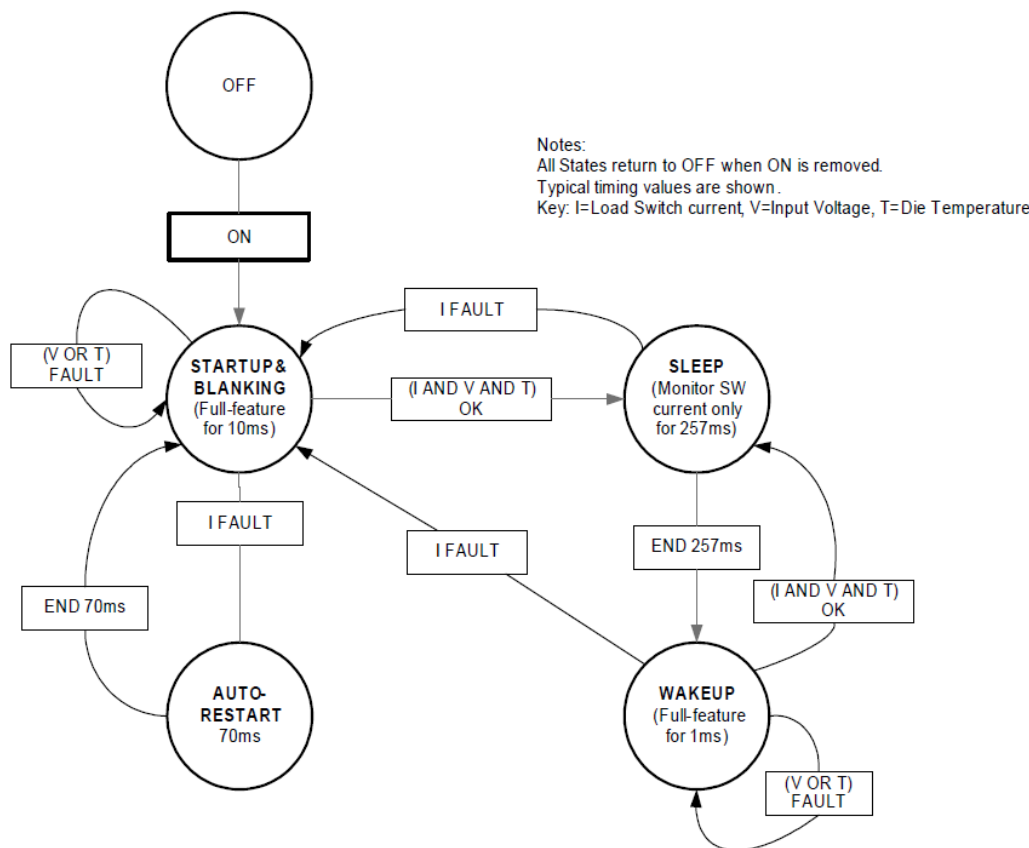 OFF
Notes:
All States return to OFF when ON is removed.
Typical timing values are shown.
Key: I=Load Switch current, V=Input Voltage, T=Die Temperature
ON
I FAULT
(V OR T)
FAULT
STARTUP&
BLANKING
(Full-feature
for 10ms)
(I AND V AND T)
OK
SLEEP
(Monitor SW
current only
for 257ms)
I FAULT
I FAULT
END 257ms
END 70ms
(I AND V AND T)
OK
AUTO-
RESTART
70ms
WAKEUP
(Full-feature
for 1ms)
(V OR T)
FAULT